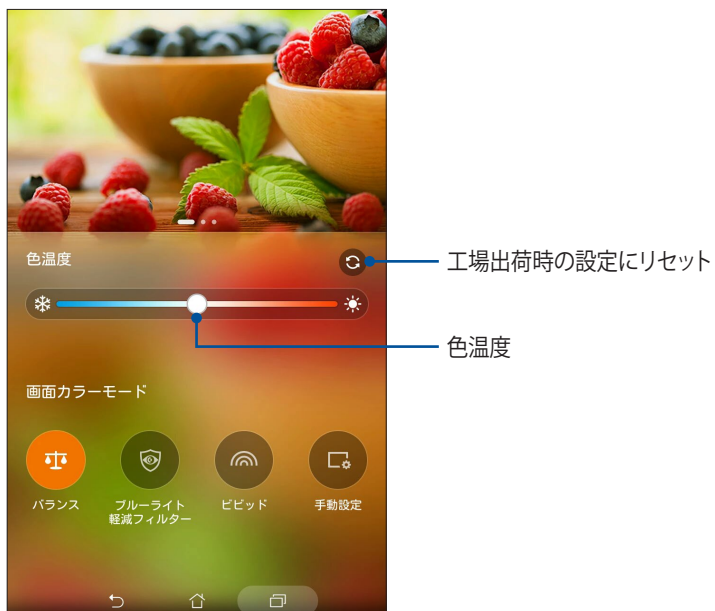 色温度
工場出荷時の設定にリセット
色温度
画面カラーモード
バランス
ブルーライト
軽減フィルター
ビビッド
手動設定